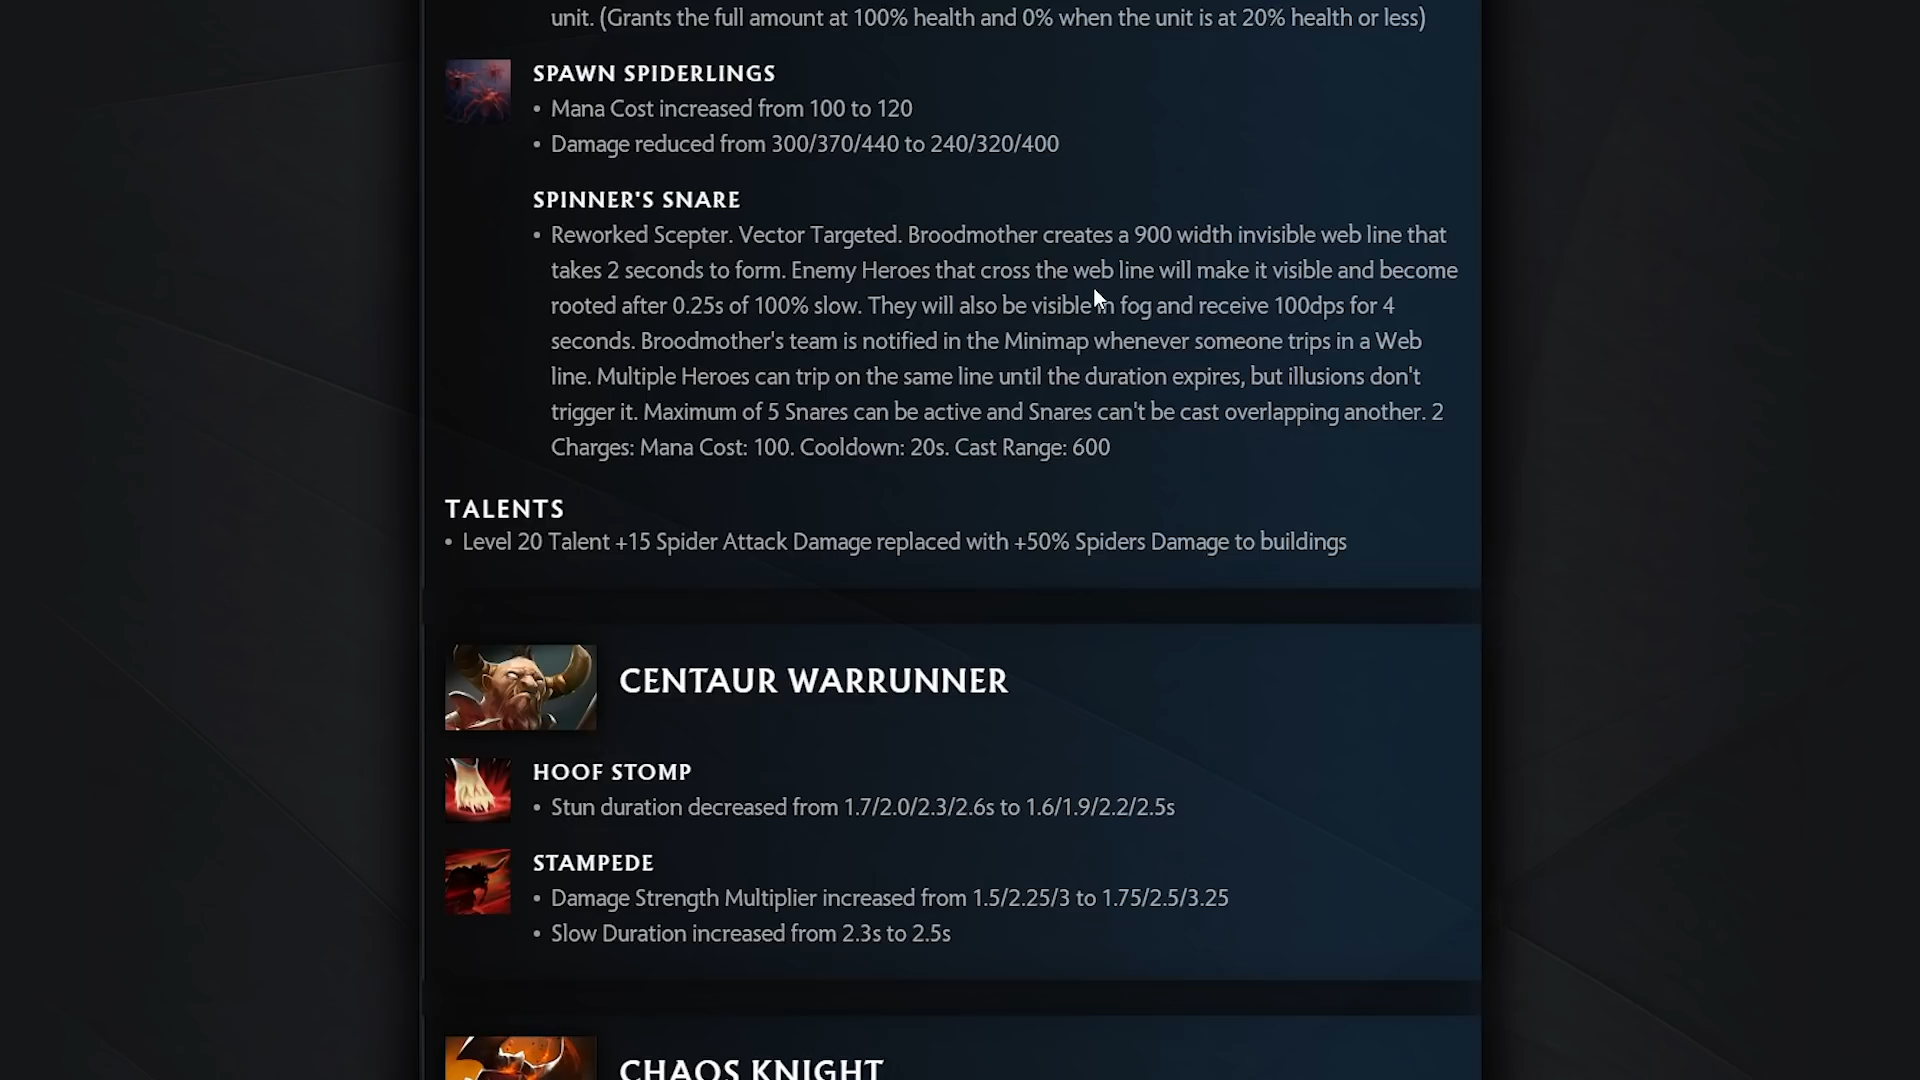 unit. (Grants the full amount at 100% health and 0% when the unit is at 20% health or less)
SPAWN SPIDERLINGS
• Mana Cost increased from 100 to 120
• Damage reduced from 300/370/440 to 240/320/400
SPINNER'S SNARE
• Reworked Scepter. Vector Targeted. Broodmother creates a 900 width invisible web line that
takes 2 seconds to form. Enemy Heroes that cross the web line will make it visible and become
rooted after 0.25s of 100% slow. They will also be visible in fog and receive 100dps for 4
seconds. Broodmother's team is notified in the Minimap whenever someone trips in a Web
line. Multiple Heroes can trip on the same line until the duration expires, but illusions don't
trigger it. Maximum of 5 Snares can be active and Snares can't be cast overlapping another. 2
Charges: Mana Cost: 100. Cooldown: 20s. Cast Range: 600
TALENTS
• Level 20 Talent +15 Spider Attack Damage replaced with +50% Spiders Damage to buildings
CENTAUR WARRUNNER
HOOF STOMP
• Stun duration decreased from 1.7/2.0/2.3/2.6s to 1.6/1.9/2.2/2.5s
STAMPEDE
• Damage Strength Multiplier increased from 1.5/2.25/3 to 1.75/2.5/3.25
• Slow Duration increased from 2.3s to 2.5s
CHAOS KNIGHT